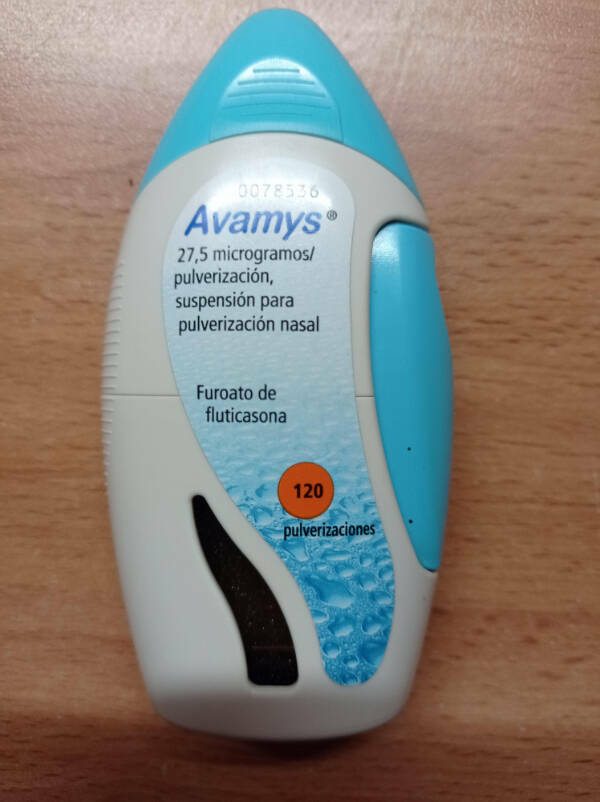 0078536
Avamys®
27,5 microgramos/
pulverización,
suspensión para
pulverización nasal
Furoato de
fluticasona
120
pulverizaciones